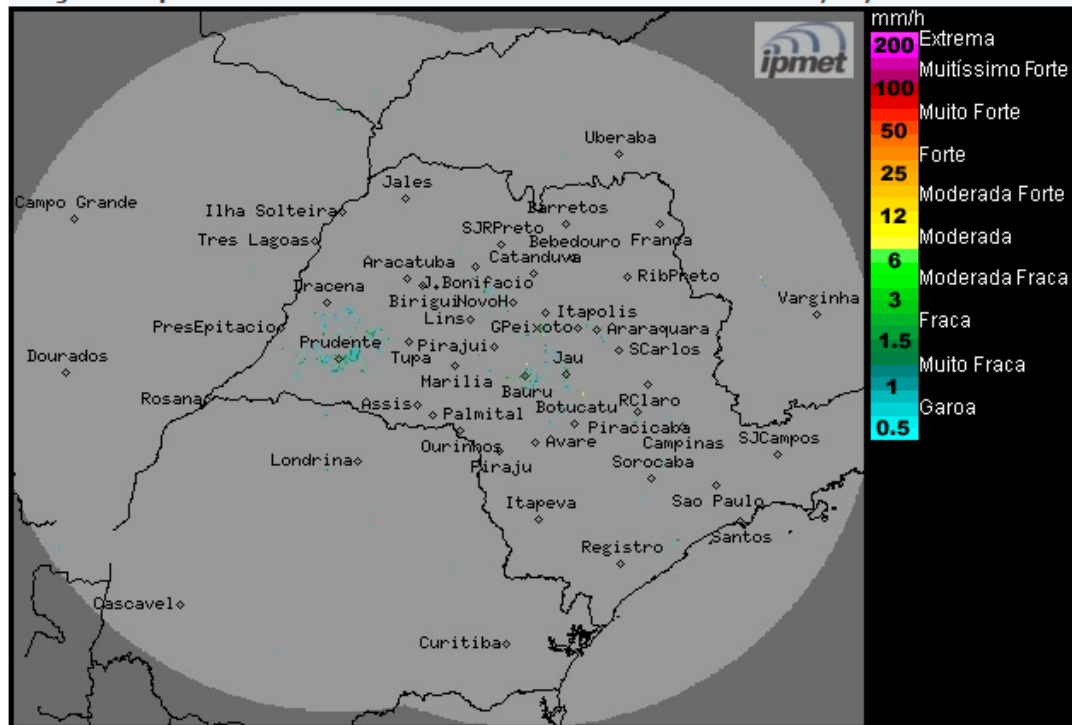 mm/h
ipmet
200 Extrema
Muitíssimo Forte
100
Muito Forte
50
Forte
25
Moderada Forte
12
Moderada
6
Moderada Fraca
3
Fraca
1.5
Muito Fraca
1
Garoa
0.5
Uberaba
Jales
Campo Grande
Ilha Solteira
Barretos
SJRPreto
Tres Lagoas
Bebedouro
Franca
Catanduva
Aracatuba
RibPreto
J.Bonifacio
Dracena
Birigui
NovoH
Itapolis
Varginha
Lins
GPeixoto
Araraquara
PresEpitacio
Prudente
Pirajui
SCarlos
Dourados
Tupa
Jau
Marilia
Bauru
Rosana
Assis
Botucatu
RClaro
Palmital
Piracicaba
Ourinhos
Avare
Campinas
SJCampos
Londrina
Piraju
Sorocaba
Itapeva
Sao Paulo
Santos
Registro
Cascavel
Curitiba